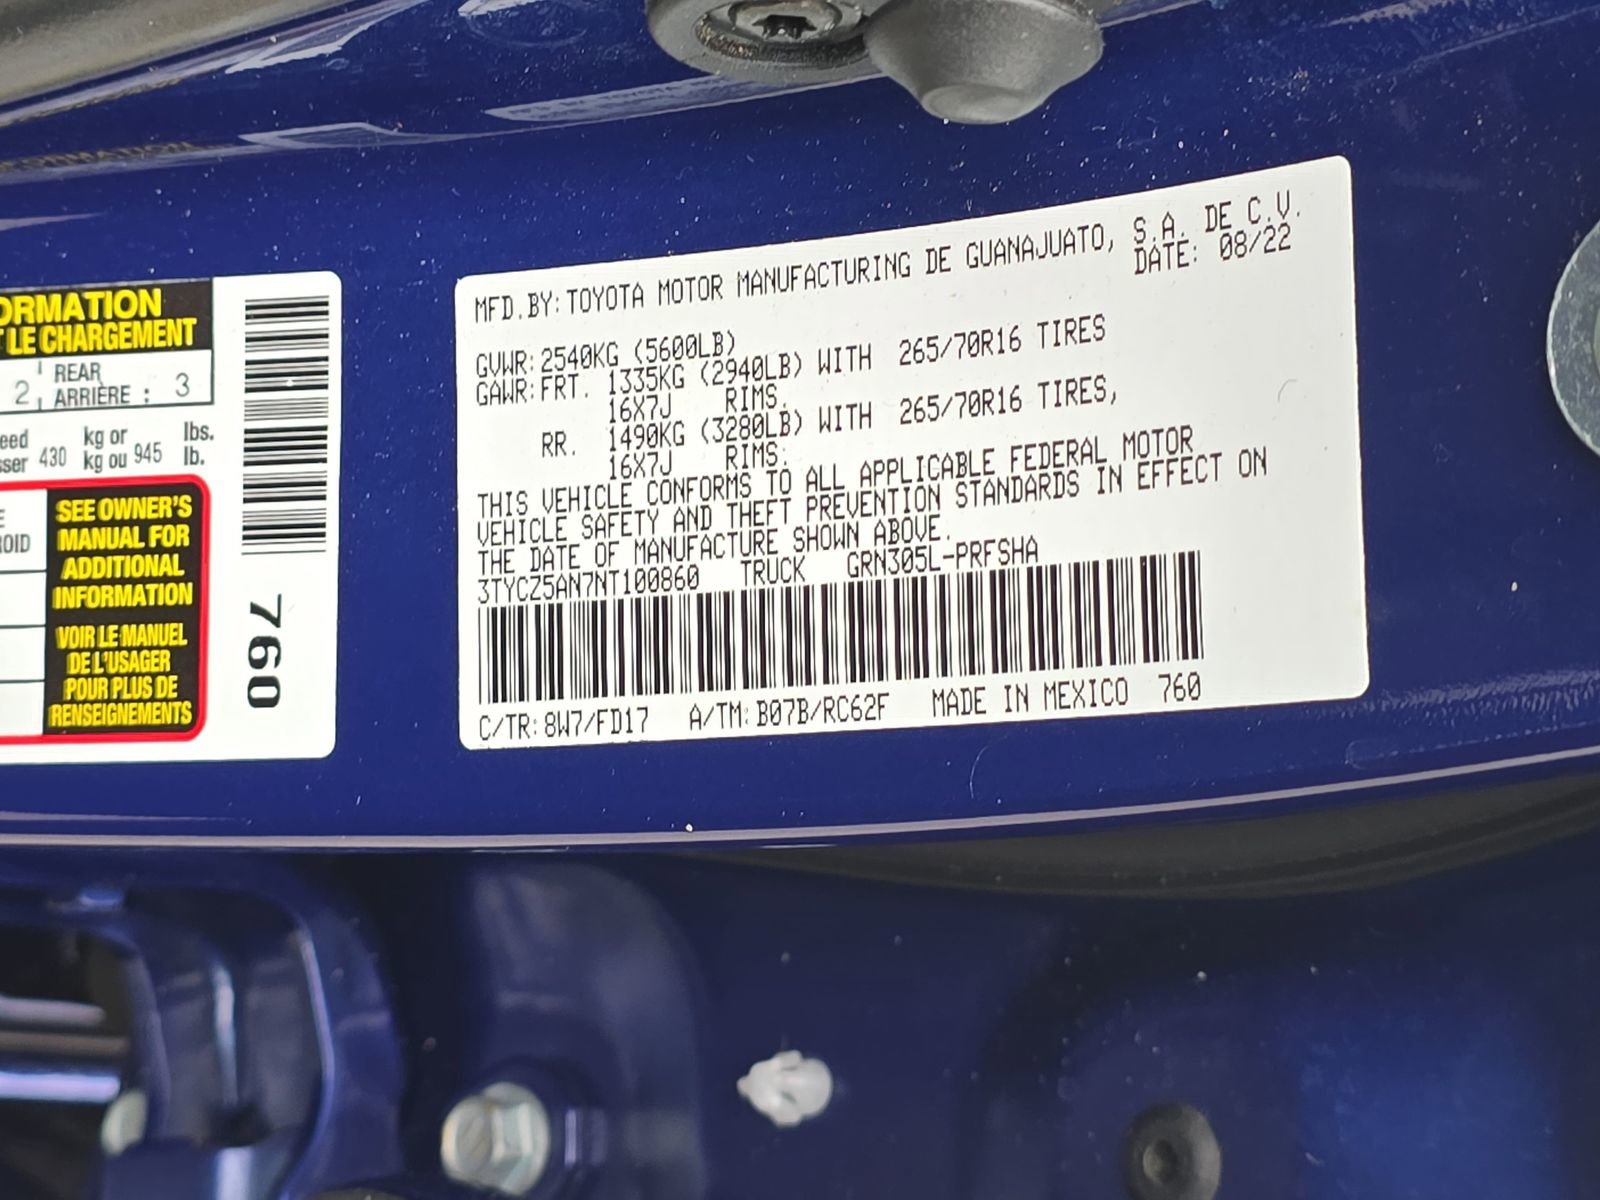 ORMATION
LE CHARGEMENT
2 REAR
ARRIÈRE : 3
kg or lbs.
430 kg ou 945 lb.
SEE OWNER'S
MANUAL FOR
ADDITIONAL
INFORMATION
VOIR LE MANUEL
DE L'USAGER
POUR PLUS DE
RENSEIGNEMENTS
760
MFD.BY:TOYOTA MOTOR MANUFACTURING DE GUANAJUATO, S.A. DE C.V.
DATE: 08/22
GVWR:2540KG (5600LB)
GAWR:FRT. 1335KG (2940LB) WITH 265/70R16 TIRES
16X7J RIMS.
RR. 1490KG (3280LB) WITH 265/70R16 TIRES,
16X7J RIMS.
THIS VEHICLE CONFORMS TO ALL APPLICABLE FEDERAL MOTOR
VEHICLE SAFETY AND THEFT PREVENTION STANDARDS IN EFFECT ON
THE DATE OF MANUFACTURE SHOWN ABOVE.
3TYCZ5AN7NT100860 TRUCK GRN305L-PRFSHA
C/TR:8W7/FD17 A/TM:B07B/RC62F MADE IN MEXICO 760